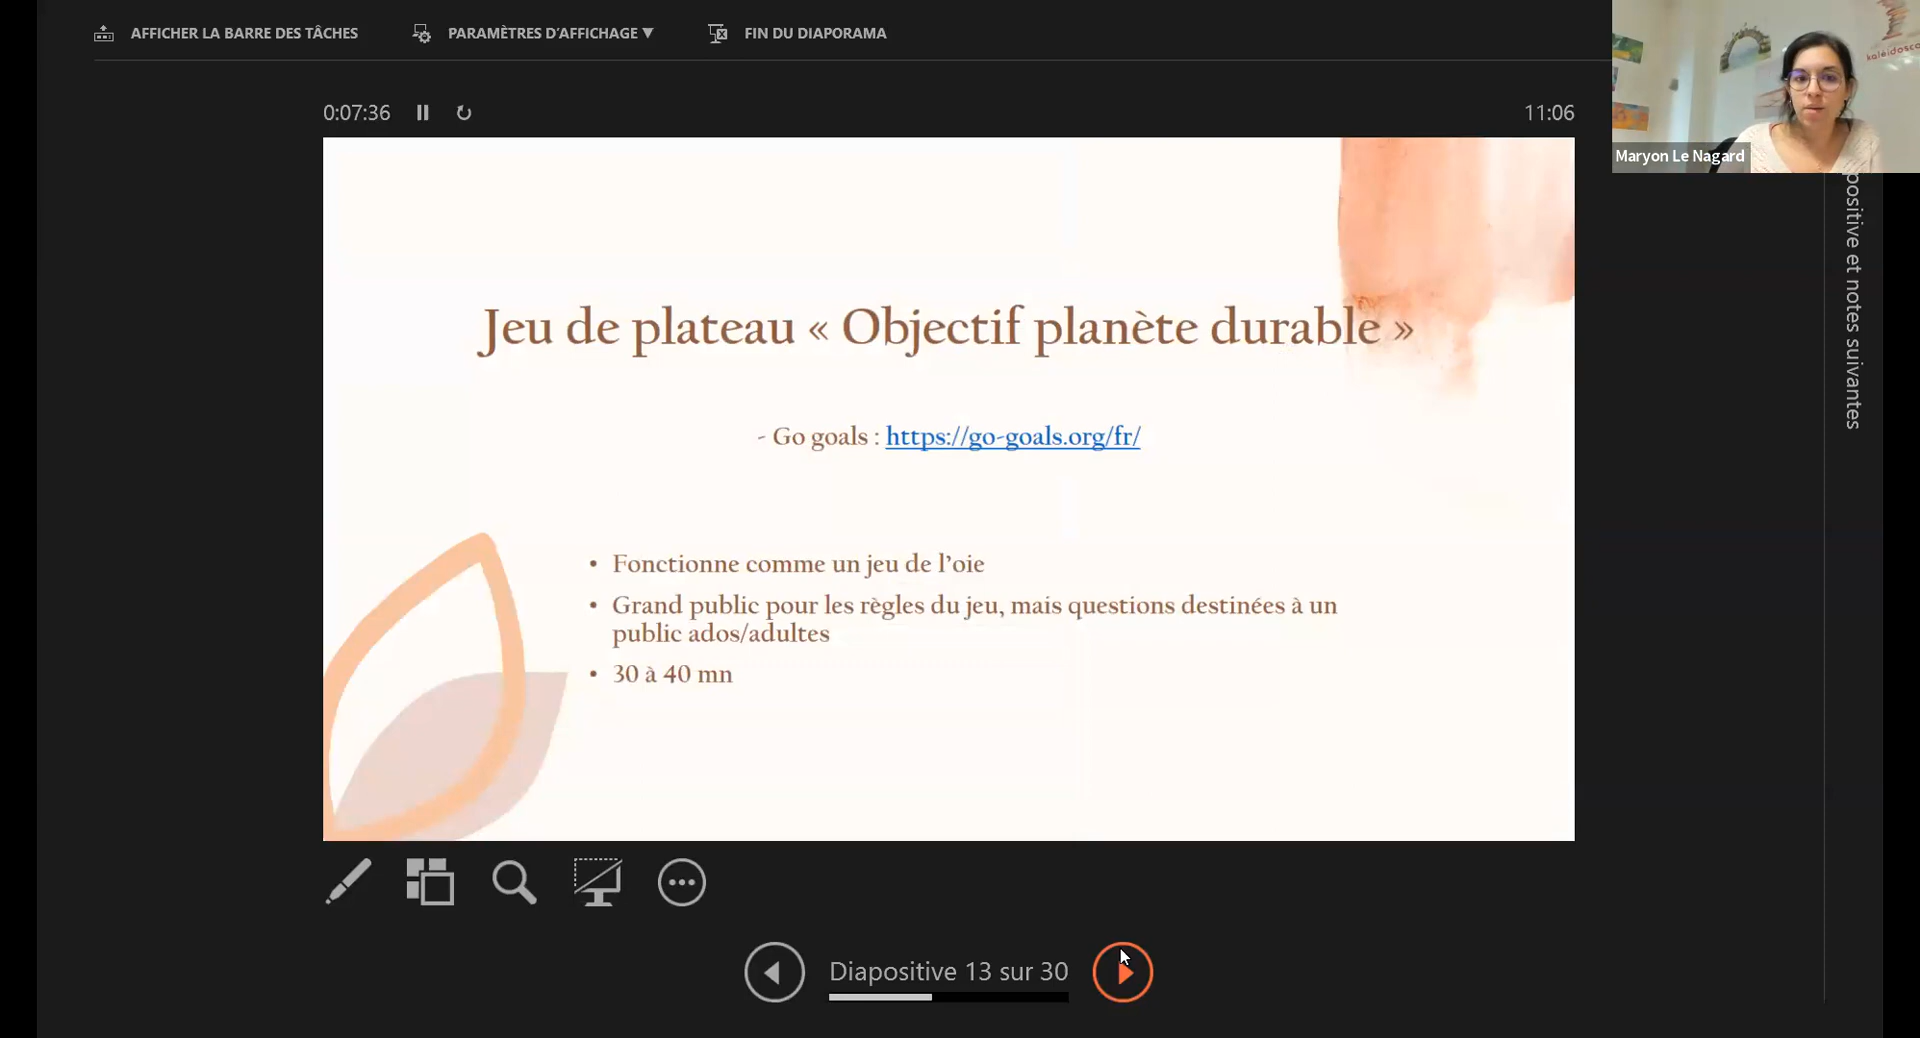 AFFICHER LA BARRE DES TÂCHES
PARAMÈTRES D'AFFICHAGE ▼
FIN DU DIAPORAMA
kaleidosco
Maryon Le Nagard
0:07:36
11:06
positive et notes suivantes
Jeu de plateau « Objectif planète durable »
- Go goals : https://go-goals.org/fr/
• Fonctionne comme un jeu de l'oie
• Grand public pour les règles du jeu, mais questions destinées à un
public ados/adultes
• 30 à 40 mn
Diapositive 13 sur 30